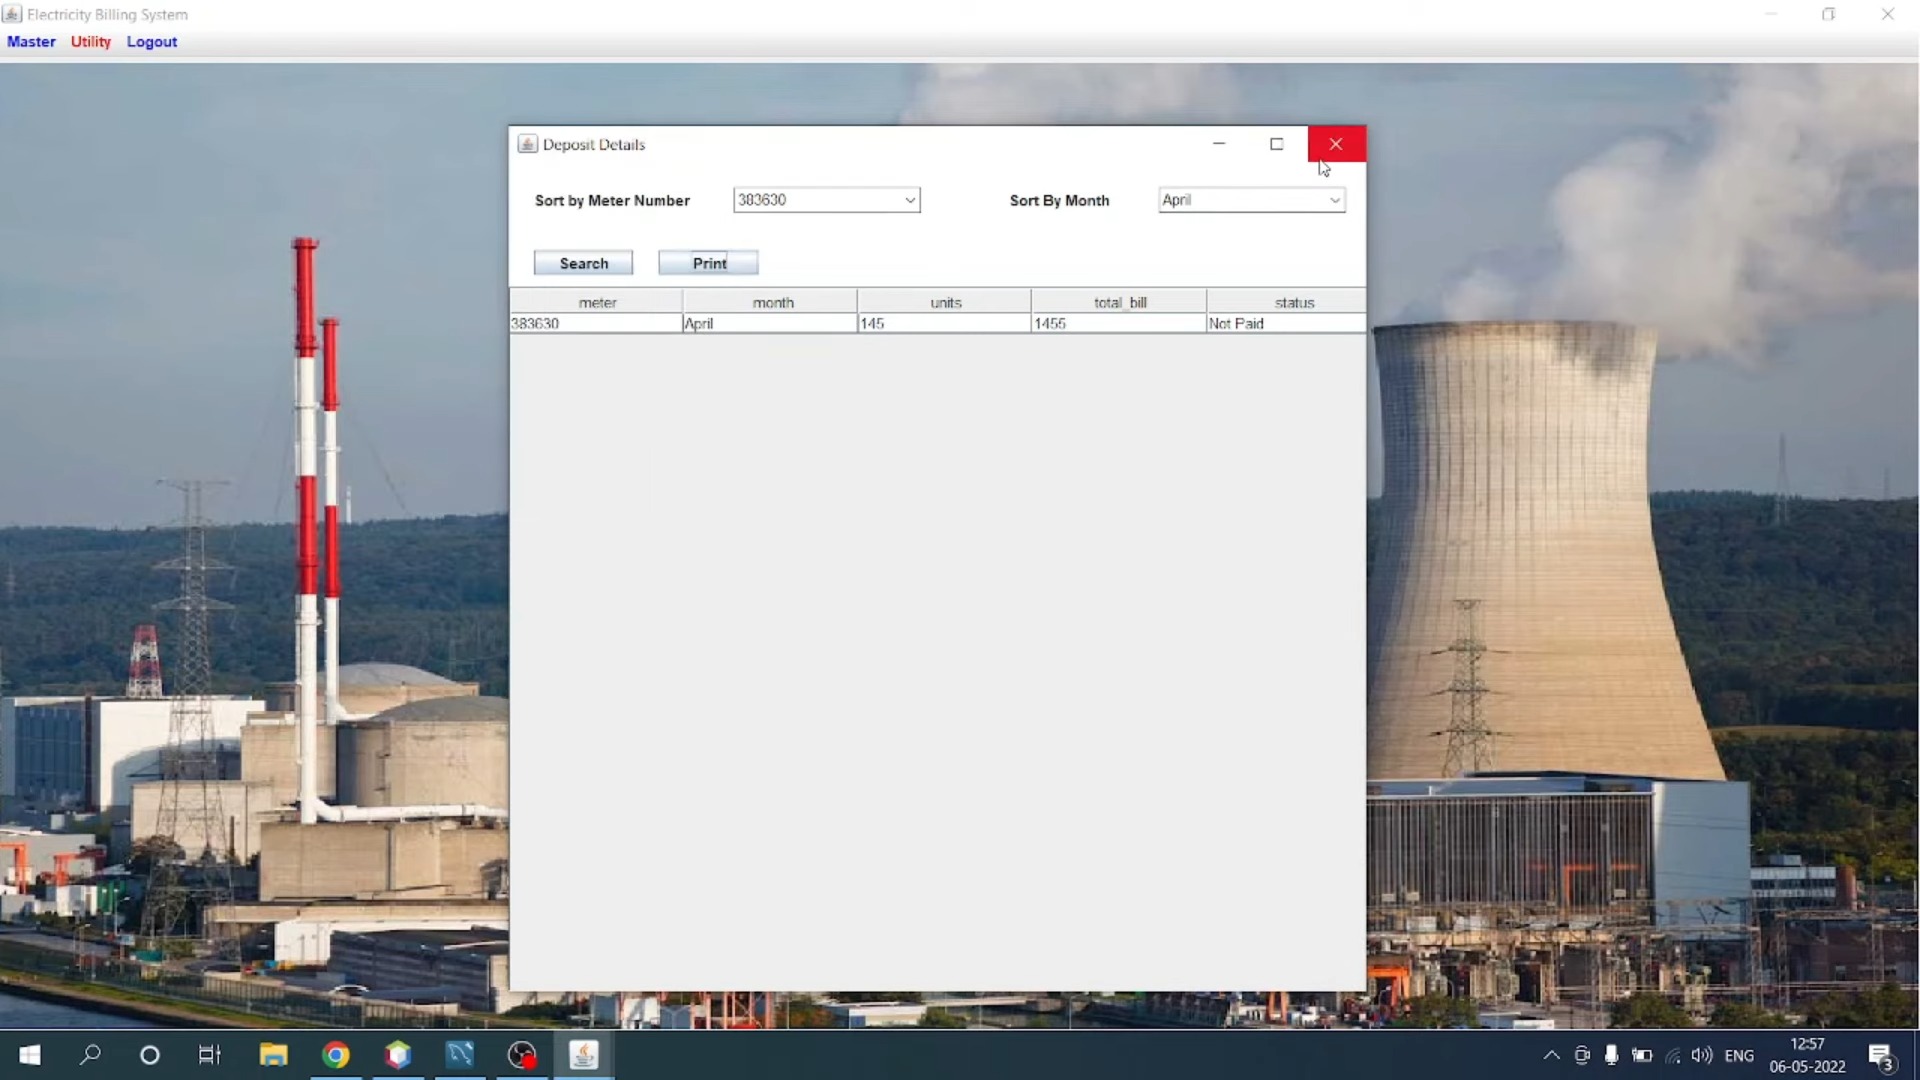 Electricity Billing System
Master Utility Logout
Deposit Details
Sort by Meter Number 383630 Sort By Month April
Search Print
meter month units total_bill status
383630 April 145 1455 Not Paid
ENG 12:57
06-05-2022 3